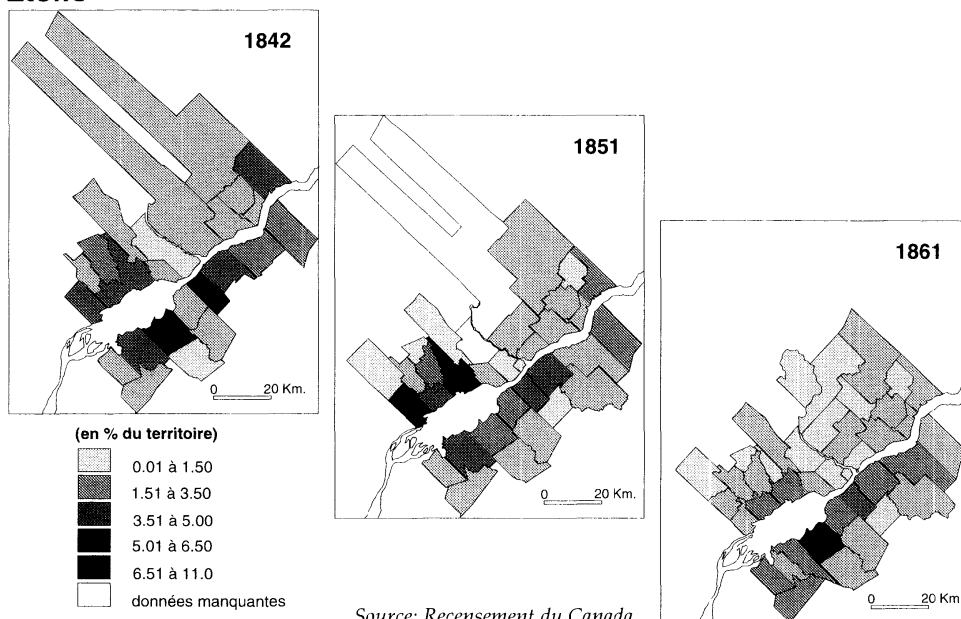 1842
0 20 Km.
1851
0 20 Km.
1861
0 20 Km
(en % du territoire)
0.01 à 1.50
1.51 à 3.50
3.51 à 5.00
5.01 à 6.50
6.51 à 11.0
données manquantes
Source: Recensement du Canada